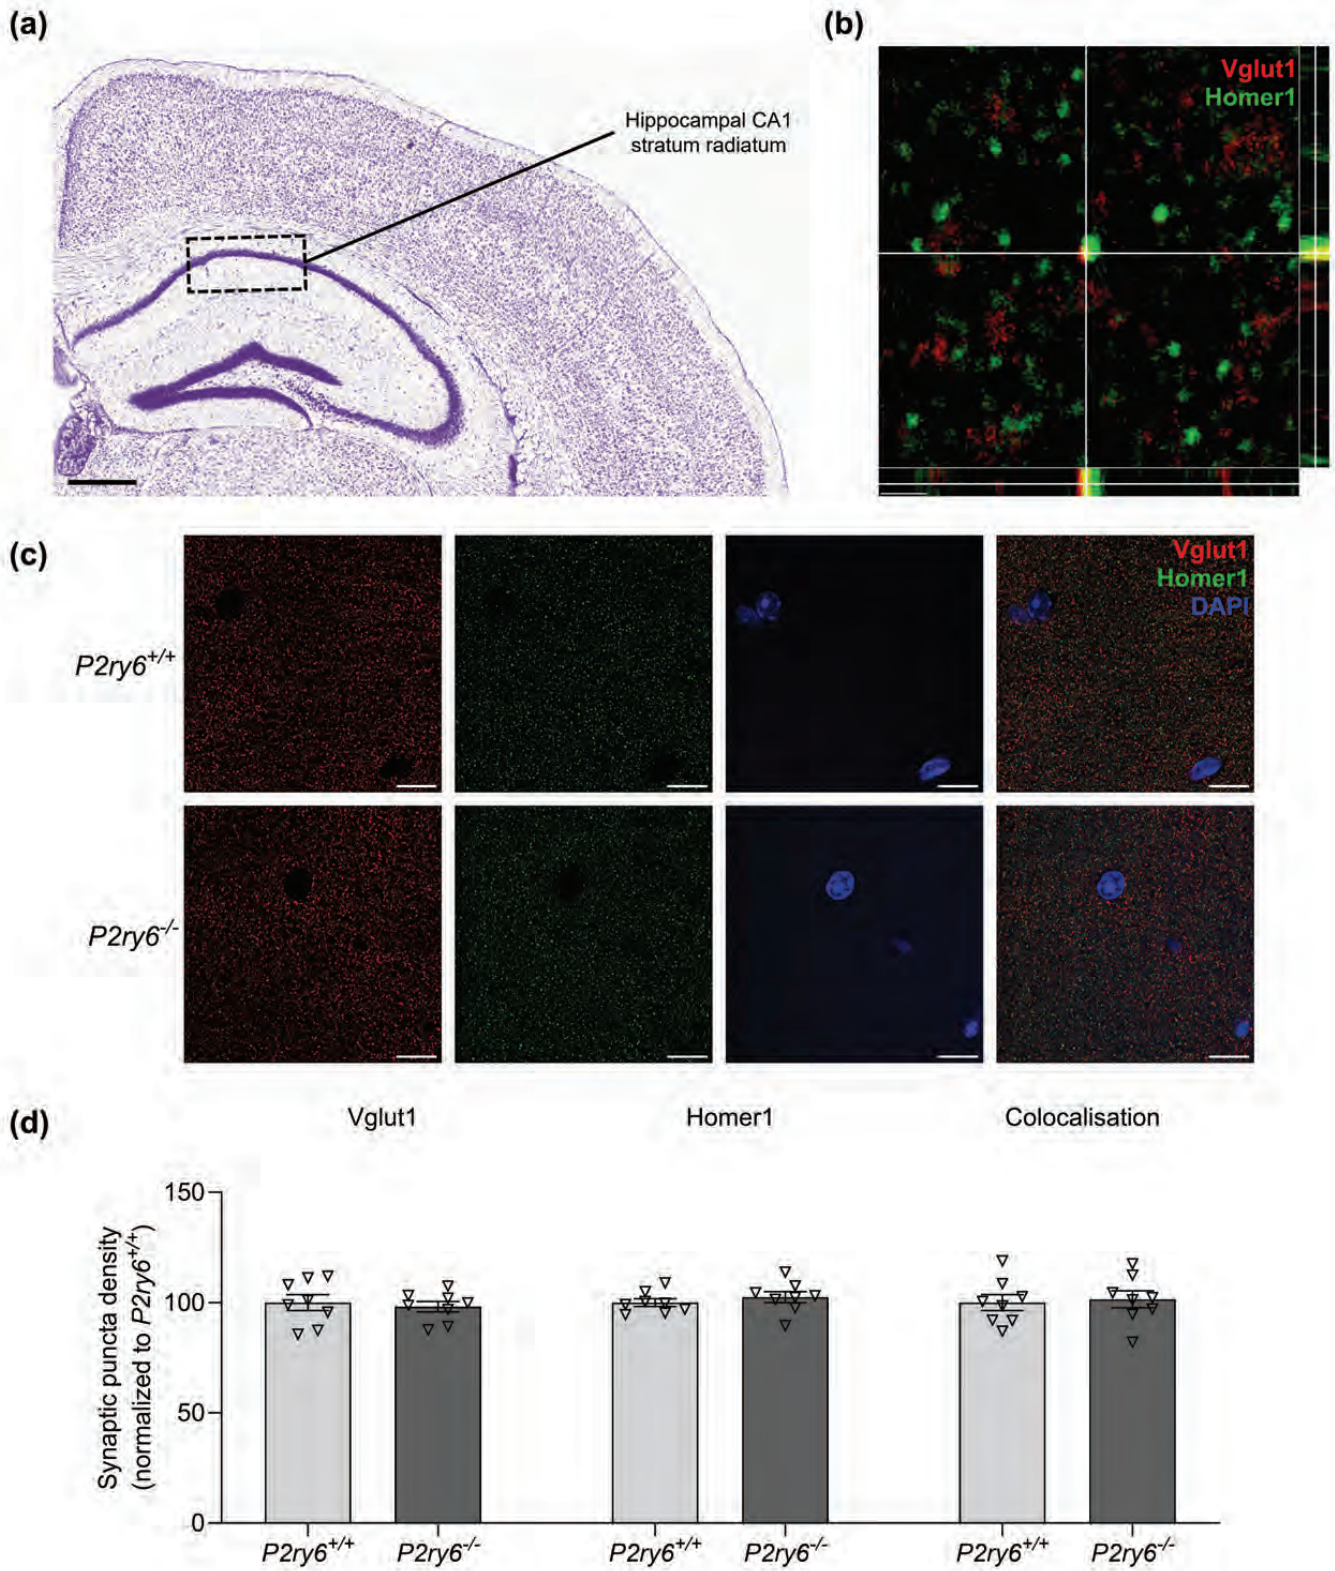 (a)
Hippocampal CA1
stratum radiatum
(b)
Vglut1
Homer1
(c)
Vglut1
Homer1
DAPI
P2ry6+/+
P2ry6-/-
(d)
Vglut1
Homer1
Colocalisation
Synaptic puncta density
(normalized to P2ry6+/+)
150
100
50
0
P2ry6+/+
P2ry6-/-
P2ry6+/+
P2ry6-/-
P2ry6+/+
P2ry6-/-